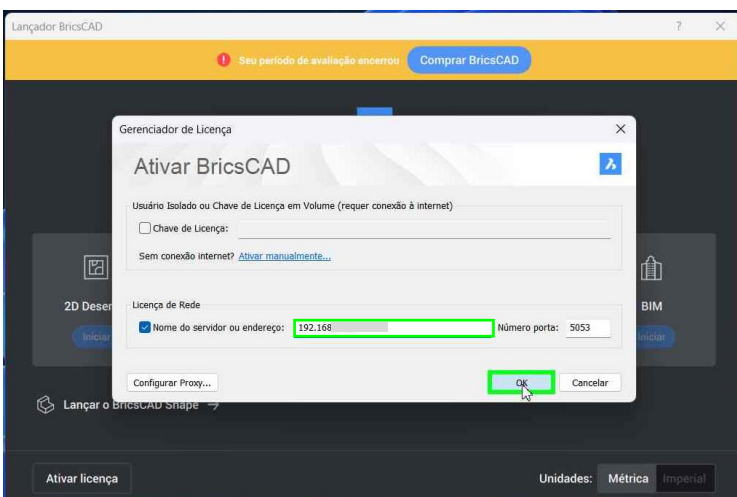 Lançador BricsCAD
Seu período de avaliação encerrou Comprar BricsCAD
Gerenciador de Licença
Ativar BricsCAD
Usuário Isolado ou Chave de Licença em Volume (requer conexão à internet)
Chave de Licença:
Sem conexão internet? Ativar manualmente...
2D Desen
BIM
Iniciar
Iniciar
Licença de Rede
Nome do servidor ou endereço: 192.168 Número porta: 5053
Configurar Proxy... OK Cancelar
Lançar o BricsCAD Shape →
Ativar licença Unidades: Métrica Imperial